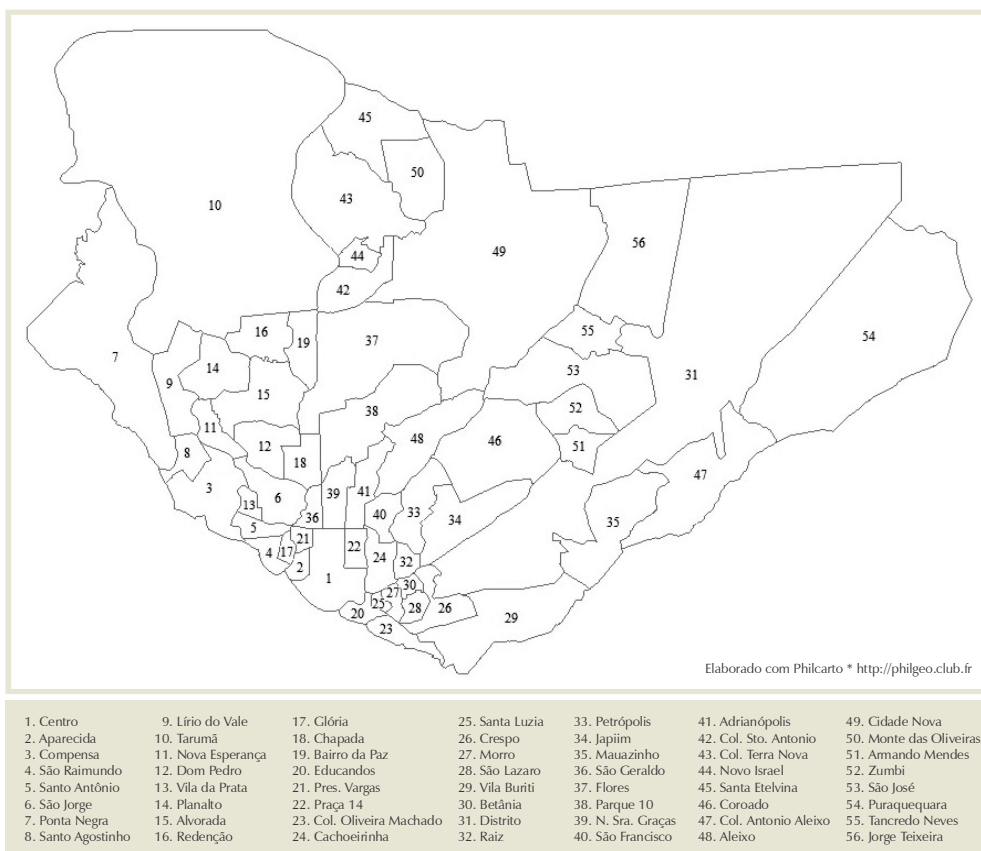 45
50
10
43
44
49
56
42
16
19
37
55
54
7
14
9
53
31
15
52
38
11
48
46
12
51
8
18
47
3
39
41
6
13
40
33
34
36
35
5
21
22
24
4
17
32
2
1
30
27
25
28
26
20
29
23
Elaborado com Philcarto * http://philgeo.club.fr
1. Centro
2. Aparecida
3. Compensa
4. São Raimundo
5. Santo Antônio
6. São Jorge
7. Ponta Negra
8. Santo Agostinho
9. Lírio do Vale
10. Tarumã
11. Nova Esperança
12. Dom Pedro
13. Vila da Prata
14. Planalto
15. Alvorada
16. Redenção
17. Glória
18. Chapada
19. Bairro da Paz
20. Educandos
21. Pres. Vargas
22. Praça 14
23. Col. Oliveira Machado
24. Cachoeirinha
25. Santa Luzia
26. Crespo
27. Morro
28. São Lazaro
29. Vila Buriti
30. Betânia
31. Distrito
32. Raiz
33. Petrópolis
34. Japiim
35. Mauazinho
36. São Geraldo
37. Flores
38. Parque 10
39. N. Sra. Graças
40. São Francisco
41. Adrianópolis
42. Col. Sto. Antonio
43. Col. Terra Nova
44. Novo Israel
45. Santa Etelvina
46. Coroado
47. Col. Antonio Aleixo
48. Aleixo
49. Cidade Nova
50. Monte das Oliveiras
51. Armando Mendes
52. Zumbi
53. São José
54. Puraquequara
55. Tancredo Neves
56. Jorge Teixeira